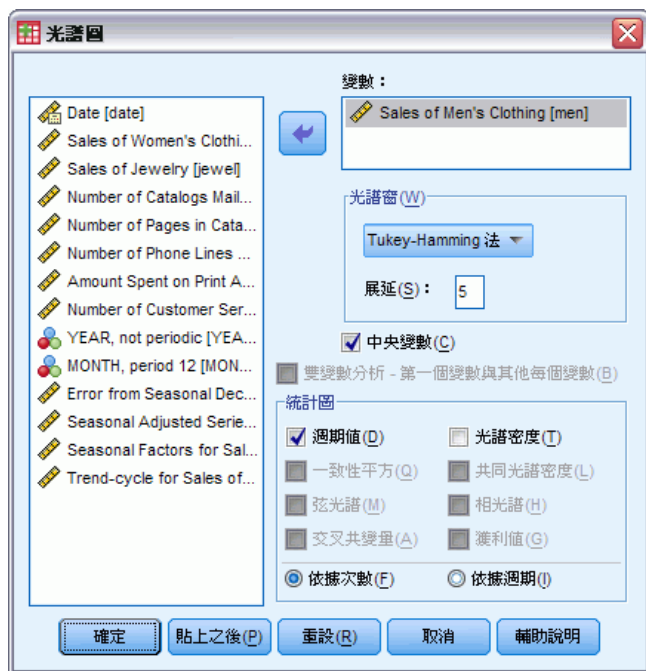 光譜圖
Date [date]
Sales of Women's Clothi...
Sales of Jewelry [jewel]
Number of Catalogs Mail...
Number of Pages in Cata...
Number of Phone Lines ...
Amount Spent on Print A...
Number of Customer Ser...
YEAR, not periodic [YEA...
MONTH, period 12 [MON...
Error from Seasonal Dec...
Seasonal Adjusted Serie...
Seasonal Factors for Sal...
Trend-cycle for Sales of...
變數：
Sales of Men's Clothing [men]
光譜窗(W)
Tukey-Hamming 法
展延(S)： 5
中央變數(C)
雙變數分析 - 第一個變數與其他每個變數(B)
統計圖
週期值(D) 光譜密度(T)
一致性平方(Q) 共同光譜密度(L)
弦光譜(M) 相光譜(H)
交叉共變量(A) 獲利值(G)
依據次數(F) 依據週期(I)
確定 貼上之後(P) 重設(R) 取消 輔助說明